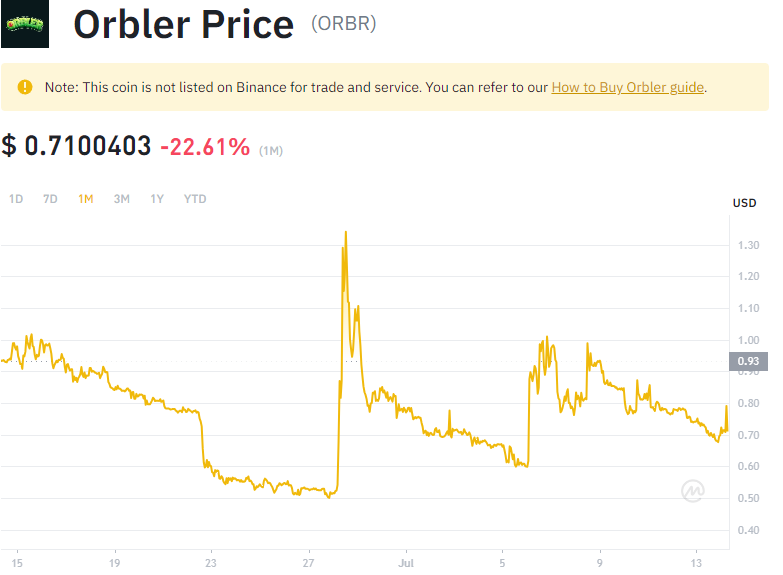 ORBLER
Orbler Price (ORBR)
Note: This coin is not listed on Binance for trade and service. You can refer to our How to Buy Orbler guide.
$ 0.7100403 -22.61% (1M)
1D 7D 1M 3M 1Y YTD
USD
1.30
1.20
1.10
1.00
0.93
0.90
0.80
0.70
0.60
0.50
0.40
15 19 23 27 Jul 5 9 13